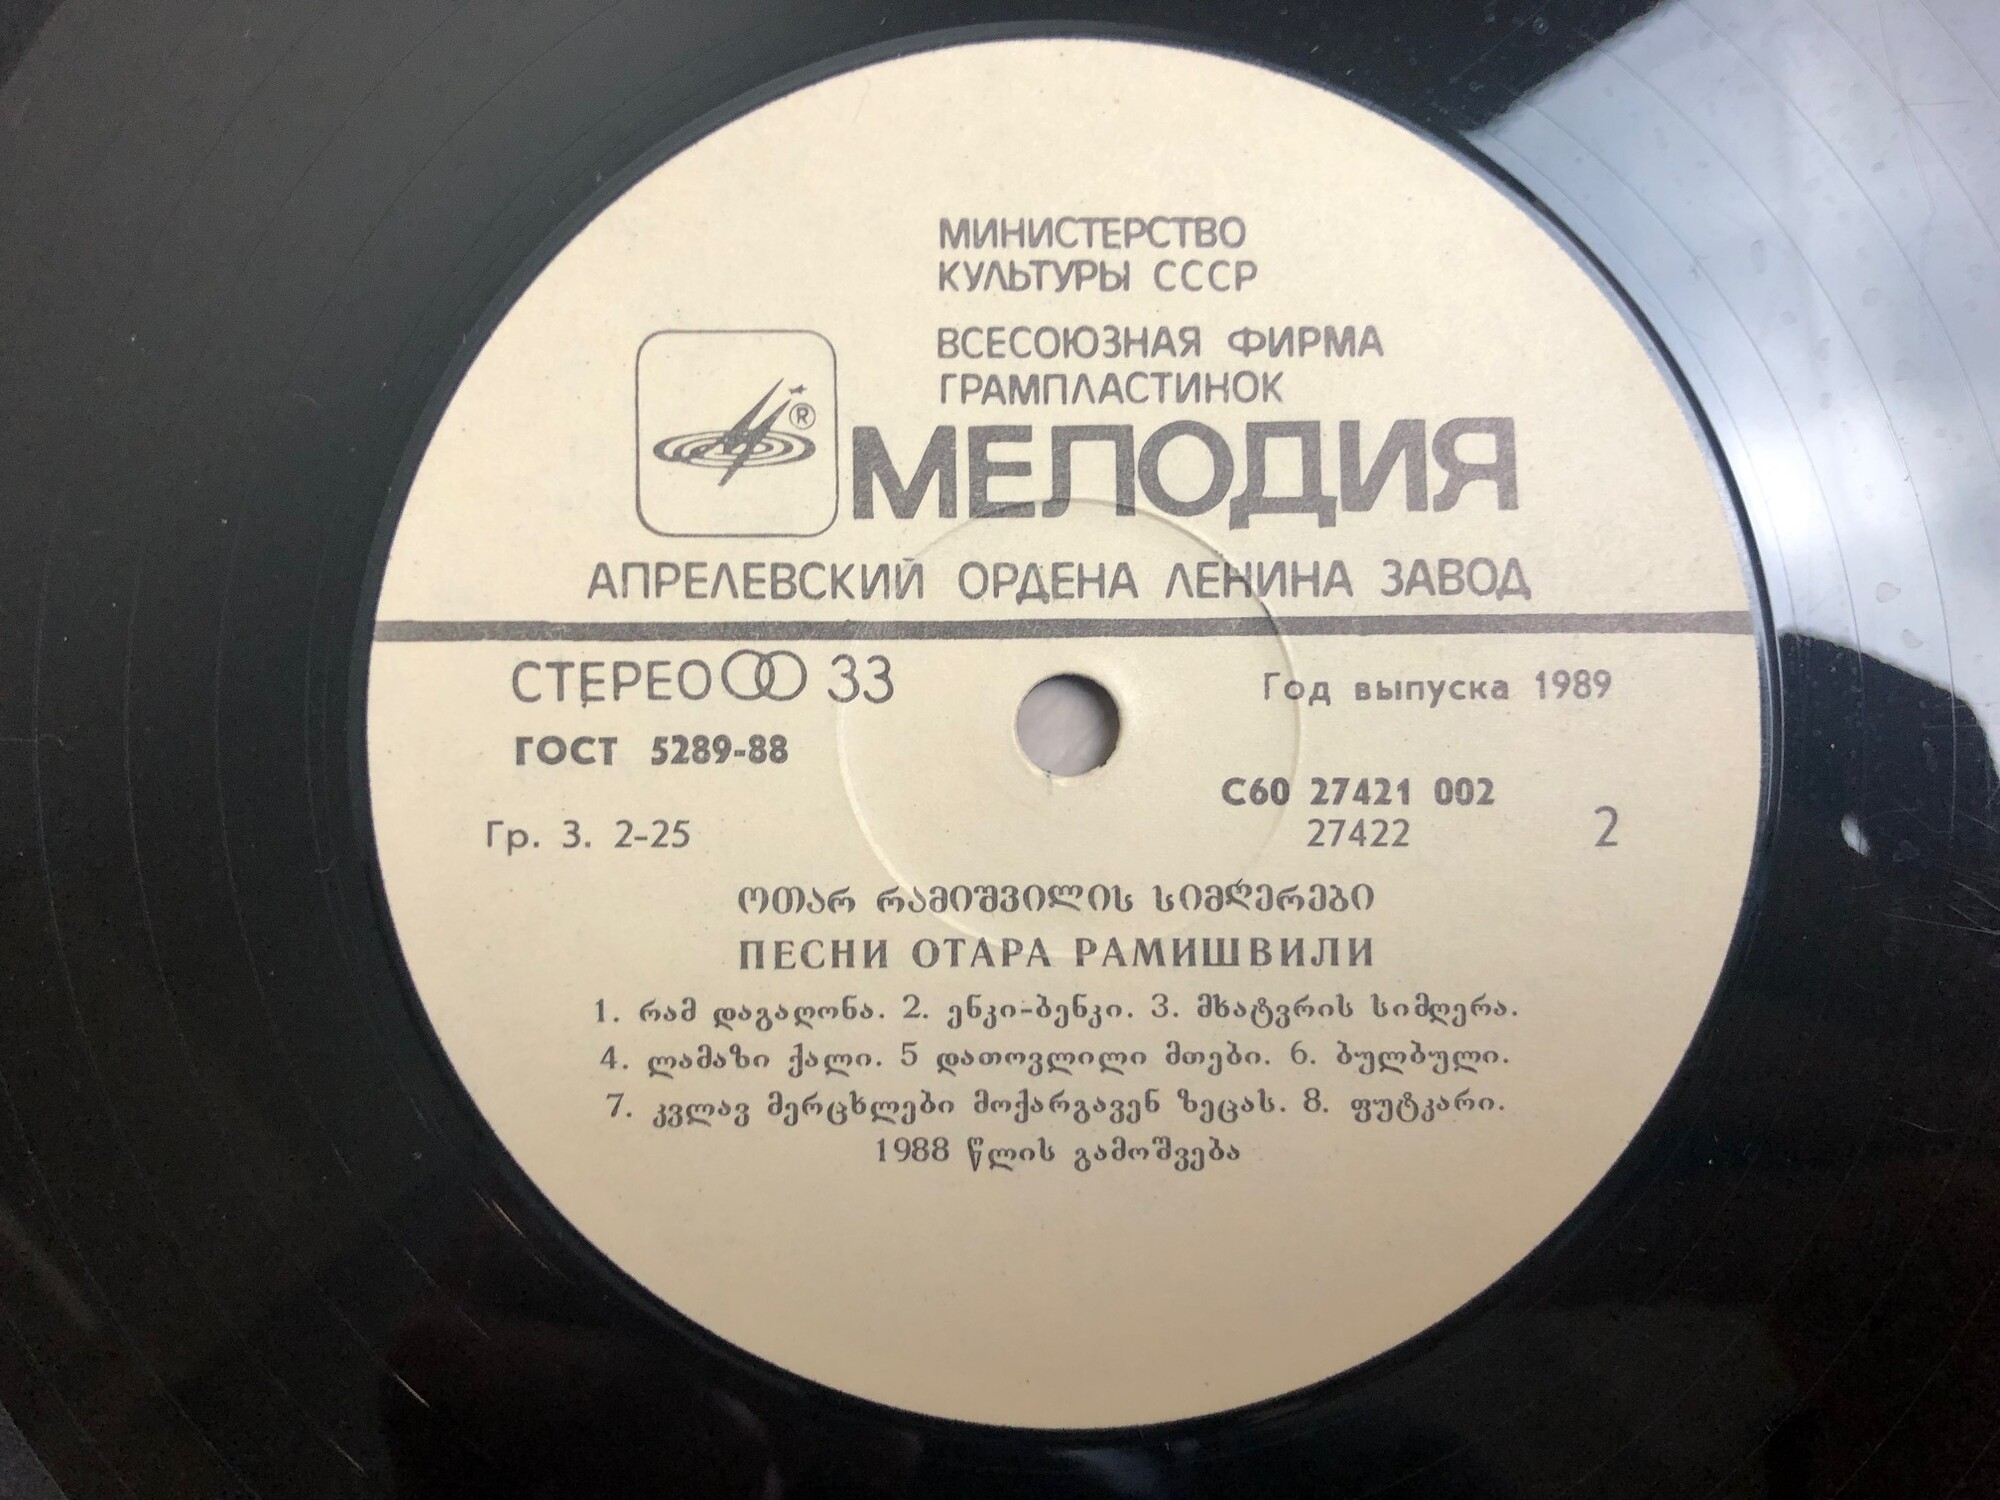 МИНИСТЕРСТВО
КУЛЬТУРЫ СССР
ВСЕСОЮЗНАЯ ФИРМА
ГРАМПЛАСТИНОК
®
МЕЛОДИЯ
АПРЕЛЕВСКИЙ ОРДЕНА ЛЕНИНА ЗАВОД
СТЕРЕО 33
Год выпуска 1989
ГОСТ 5289-88
С60 27421 002
Гр. 3. 2-25
27422
2
ოთარ რამიშვილის სიმღერები
ПЕСНИ ОТАРА РАМИШВИЛИ
1. რამ დაგაღონა. 2. ენკი-ბენკი. 3. მხატვრის სიმღერა.
4. ლამაზი ქალი. 5 დათოვლილი მთები. 6. ბულბული.
7. კვლავ მერცხლები მოქარგავენ ზეცას. 8. ფუტკარი.
1988 წლის გამოშვება